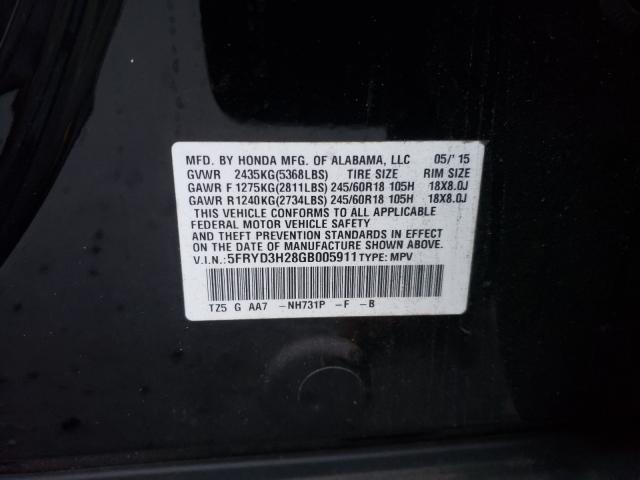 MFD. BY HONDA MFG. OF ALABAMA, LLC 05/'15
GVWR 2435KG(5368LBS) TIRE SIZE RIM SIZE
GAWR F 1275KG(2811LBS) 245/60R18 105H 18X8.0J
GAWR R1240KG(2734LBS) 245/60R18 105H 18X8.0J
THIS VEHICLE CONFORMS TO ALL APPLICABLE
FEDERAL MOTOR VEHICLE SAFETY
AND THEFT PREVENTION STANDARDS IN EFFECT
ON THE DATE OF MANUFACTURE SHOWN ABOVE.
V.I.N.: 5FRYD3H28GB005911 TYPE: MPV
TZ5 G AA7 -NH731P -F -B